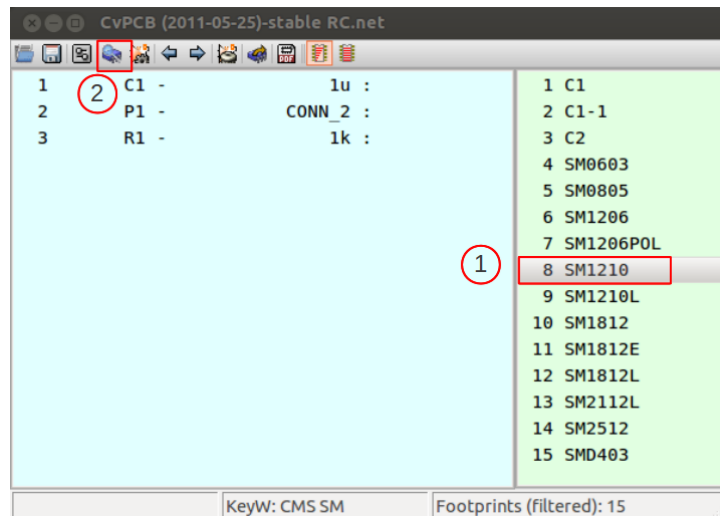 CvPCB (2011-05-25)-stable RC.net
PDF
2
1 C1 - 1u :
2 P1 - CONN_2 :
3 R1 - 1k :
1
1 C1
2 C1-1
3 C2
4 SM0603
5 SM0805
6 SM1206
7 SM1206POL
8 SM1210
9 SM1210L
10 SM1812
11 SM1812E
12 SM1812L
13 SM2112L
14 SM2512
15 SMD403
KeyW: CMS SM
Footprints (filtered): 15